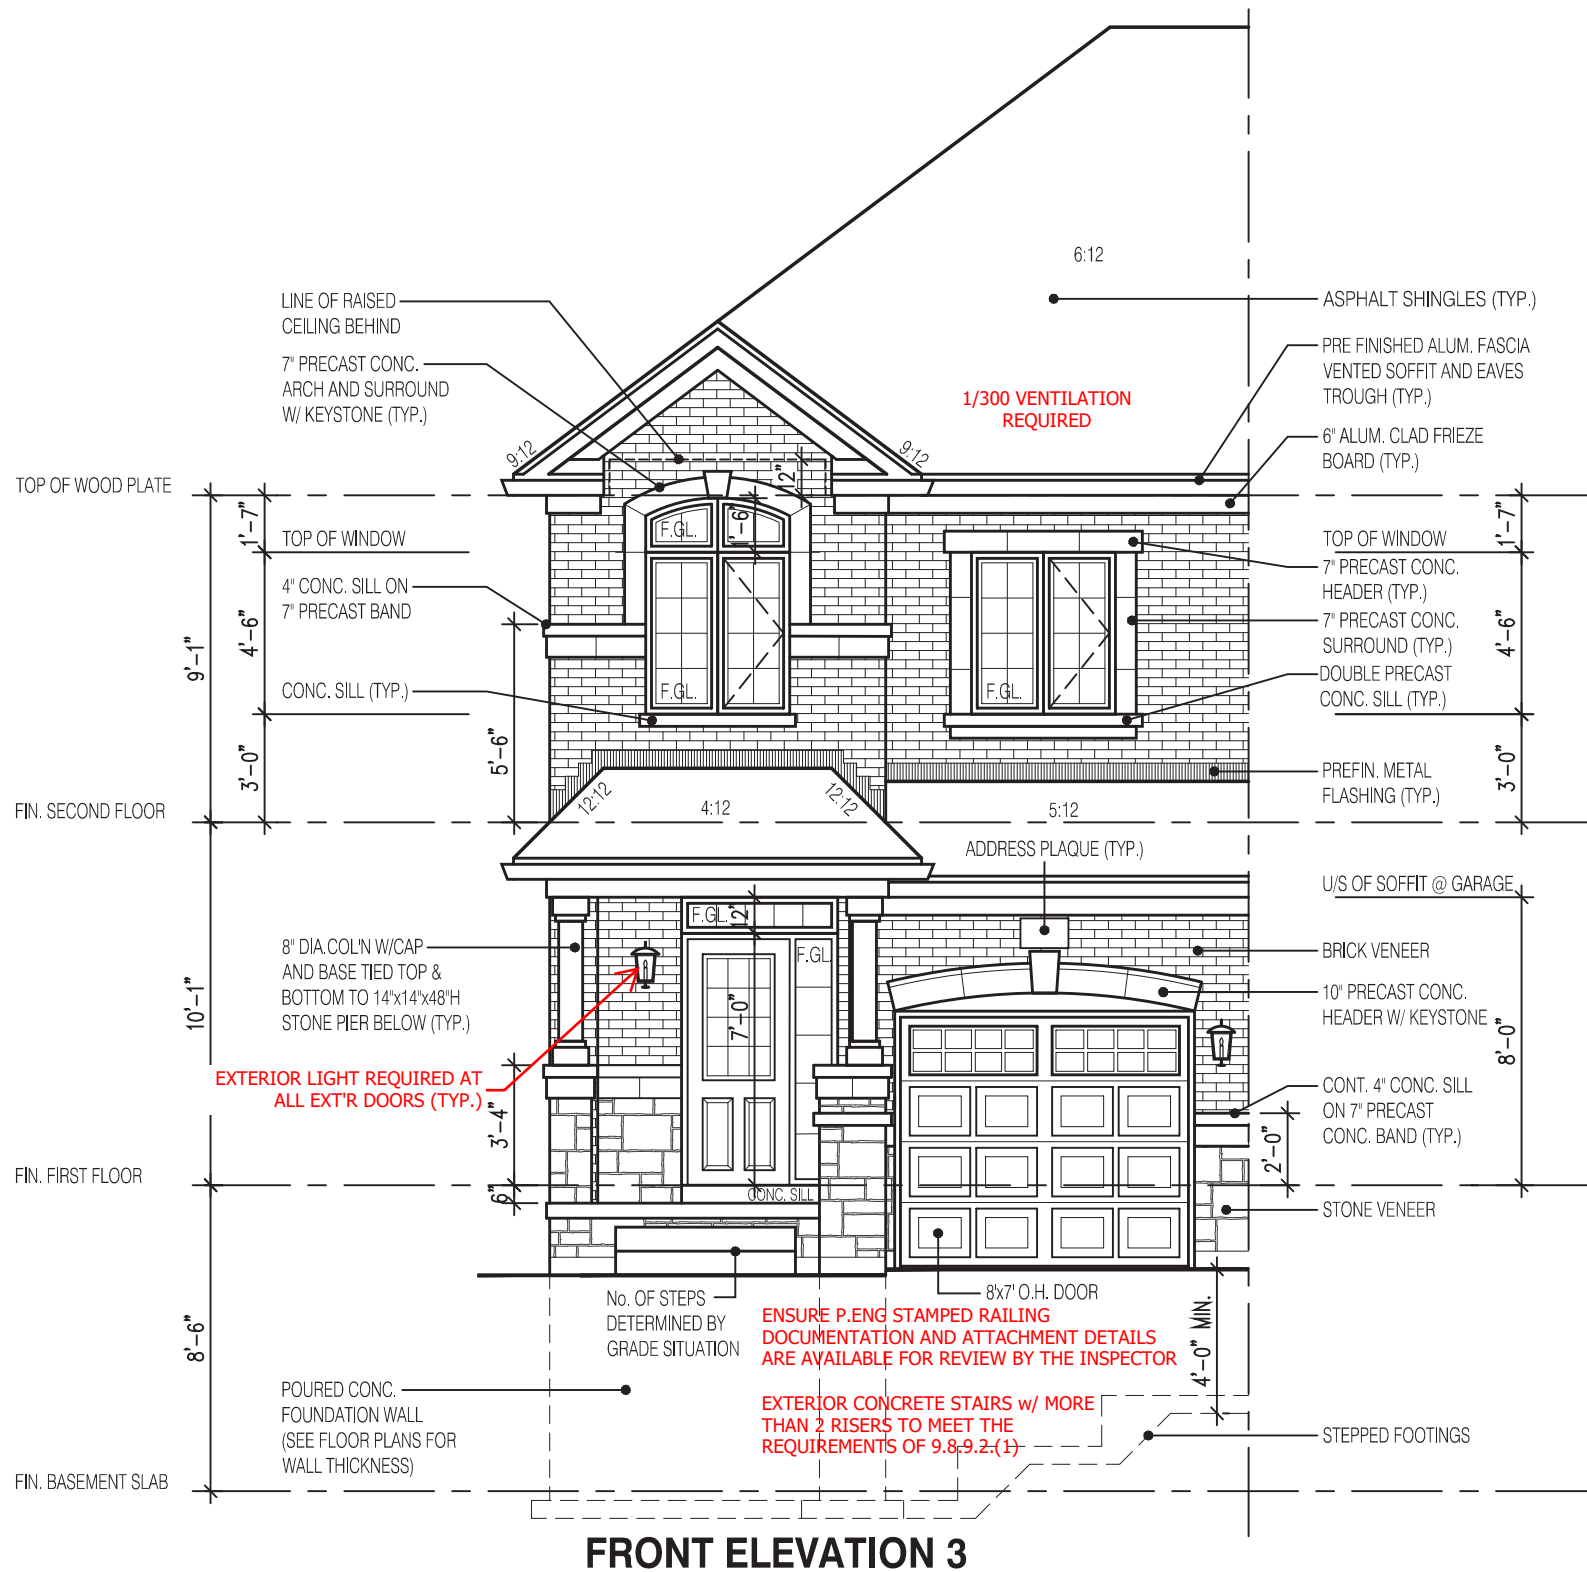 6:12
LINE OF RAISED
CEILING BEHIND
ASPHALT SHINGLES (TYP.)
7" PRECAST CONC.
ARCH AND SURROUND
W/ KEYSTONE (TYP.)
PRE FINISHED ALUM. FASCIA
VENTED SOFFIT AND EAVES
TROUGH (TYP.)
1/300 VENTILATION
REQUIRED
6" ALUM. CLAD FRIEZE
BOARD (TYP.)
9:12
9:12
12"
TOP OF WOOD PLATE
1'-7"
TOP OF WINDOW
F.GL.
1'-6"
TOP OF WINDOW
1'-7"
7" PRECAST CONC.
HEADER (TYP.)
4" CONC. SILL ON
7" PRECAST BAND
7" PRECAST CONC.
SURROUND (TYP.)
9'-1"
4'-6"
4'-6"
CONC. SILL (TYP.)
F.GL.
F.GL.
DOUBLE PRECAST
CONC. SILL (TYP.)
3'-0"
5'-6"
3'-0"
PREFIN. METAL
FLASHING (TYP.)
FIN. SECOND FLOOR
12:12
4:12
12:12
5:12
ADDRESS PLAQUE (TYP.)
U/S OF SOFFIT @ GARAGE
F.GL.
12"
F.GL.
8" DIA.COL'N W/CAP
AND BASE TIED TOP &
BOTTOM TO 14"x14"x48"H
STONE PIER BELOW (TYP.)
BRICK VENEER
10" PRECAST CONC.
HEADER W/ KEYSTONE
10'-1"
7'-0"
8'-0"
EXTERIOR LIGHT REQUIRED AT
ALL EXT'R DOORS (TYP.)
CONT. 4" CONC. SILL
ON 7" PRECAST
CONC. BAND (TYP.)
3'-4"
2'-0"
FIN. FIRST FLOOR
6"
CONC. SILL
STONE VENEER
No. OF STEPS
DETERMINED BY
GRADE SITUATION
8'x7' O.H. DOOR
ENSURE P.ENG STAMPED RAILING
DOCUMENTATION AND ATTACHMENT DETAILS
ARE AVAILABLE FOR REVIEW BY THE INSPECTOR
8'-6"
4'-0" MIN.
POURED CONC.
FOUNDATION WALL
(SEE FLOOR PLANS FOR
WALL THICKNESS)
EXTERIOR CONCRETE STAIRS w/ MORE
THAN 2 RISERS TO MEET THE
REQUIREMENTS OF 9.8.9.2.(1)
STEPPED FOOTINGS
FIN. BASEMENT SLAB
FRONT ELEVATION 3